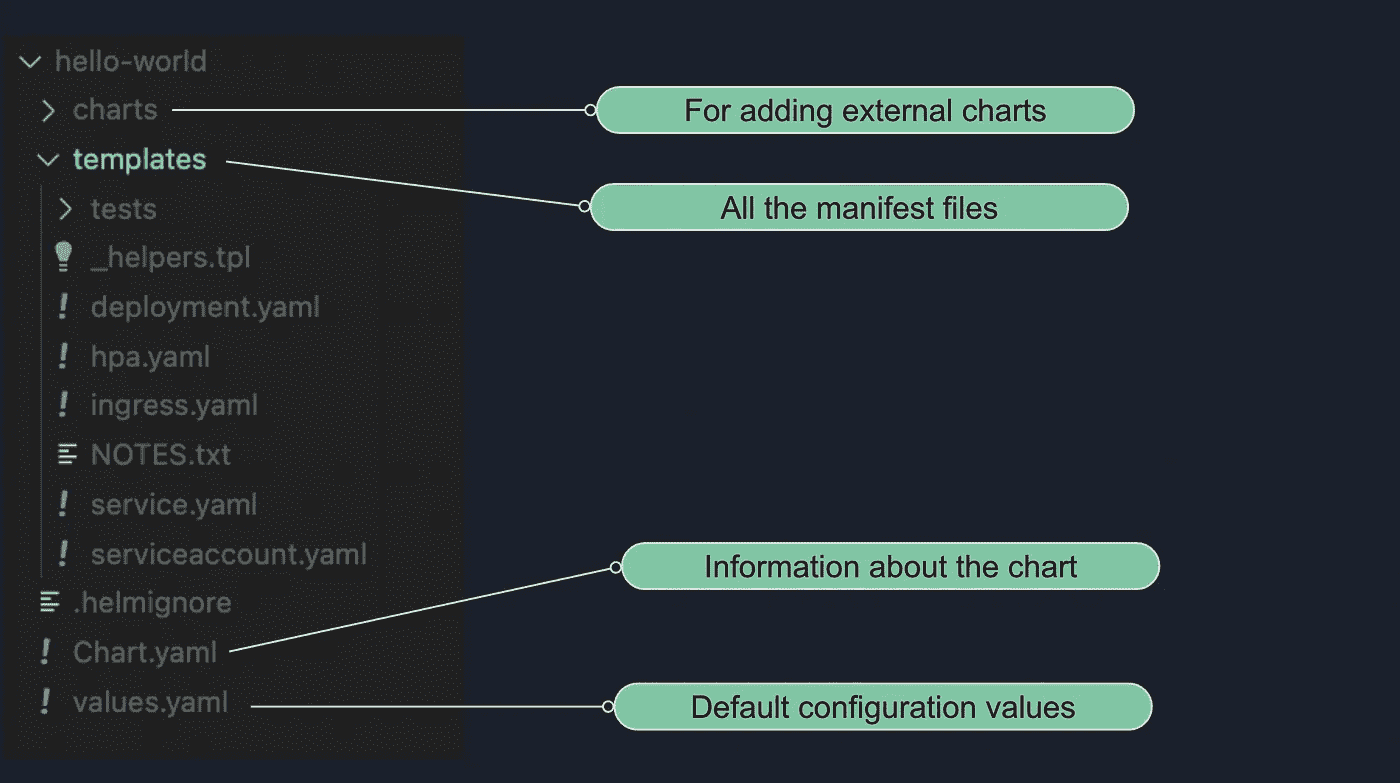 hello-world
charts
For adding external charts
templates
All the manifest files
tests
_helpers.tpl
deployment.yaml
hpa.yaml
ingress.yaml
NOTES.txt
service.yaml
serviceaccount.yaml
Information about the chart
.helmignore
Chart.yaml
values.yaml
Default configuration values